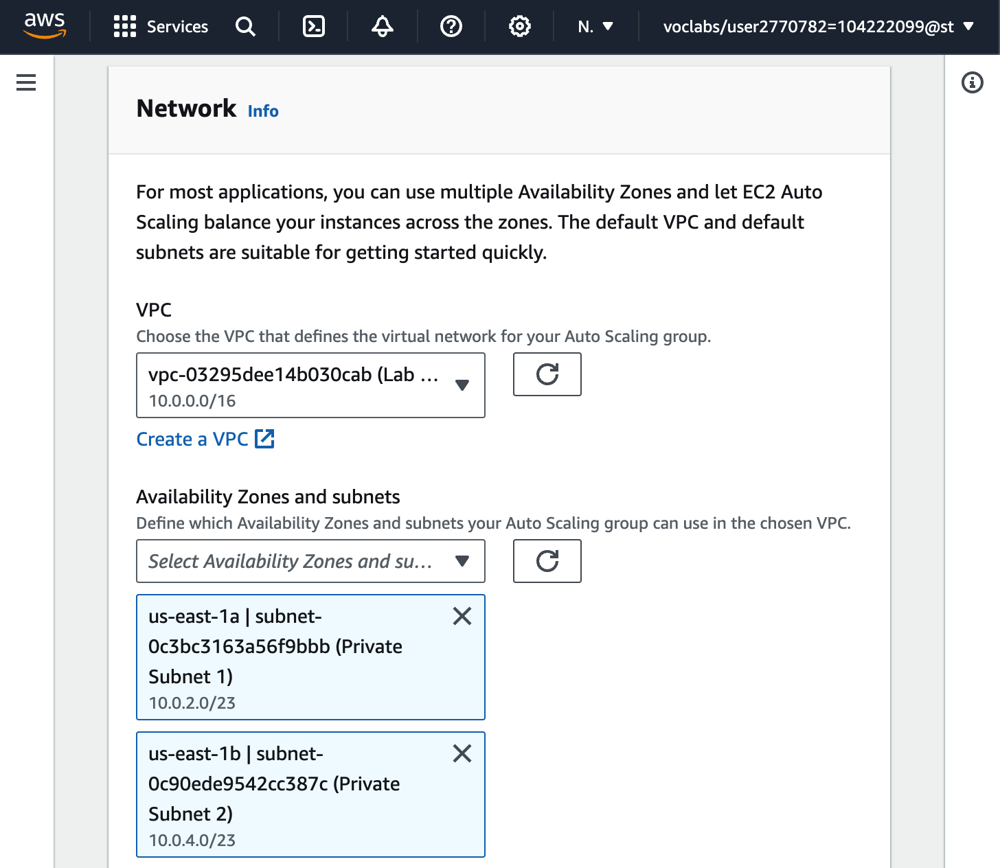 aws
Services
N.
voclabs/user2770782=104222099@st
Network Info
For most applications, you can use multiple Availability Zones and let EC2 Auto
Scaling balance your instances across the zones. The default VPC and default
subnets are suitable for getting started quickly.
VPC
Choose the VPC that defines the virtual network for your Auto Scaling group.
vpc-03295dee14b030cab (Lab ...
10.0.0.0/16
Create a VPC
Availability Zones and subnets
Define which Availability Zones and subnets your Auto Scaling group can use in the chosen VPC.
Select Availability Zones and su...
us-east-1a | subnet-
0c3bc3163a56f9bbb (Private
Subnet 1)
10.0.2.0/23
us-east-1b | subnet-
0c90ede9542cc387c (Private
Subnet 2)
10.0.4.0/23